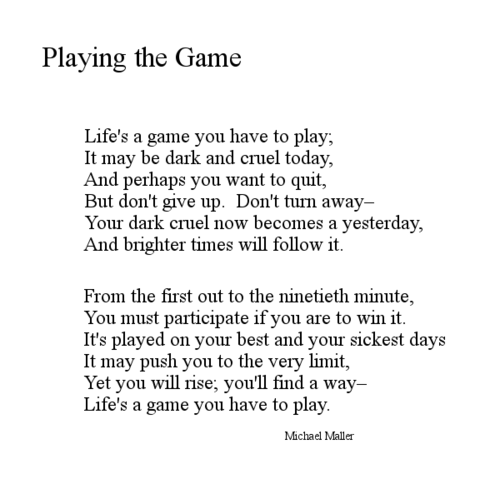 Playing the Game
Life's a game you have to play;
It may be dark and cruel today,
And perhaps you want to quit,
But don't give up.  Don't turn away–
Your dark cruel now becomes a yesterday,
And brighter times will follow it.
From the first out to the ninetieth minute,
You must participate if you are to win it.
It's played on your best and your sickest days
It may push you to the very limit,
Yet you will rise; you'll find a way–
Life's a game you have to play.
Michael Maller